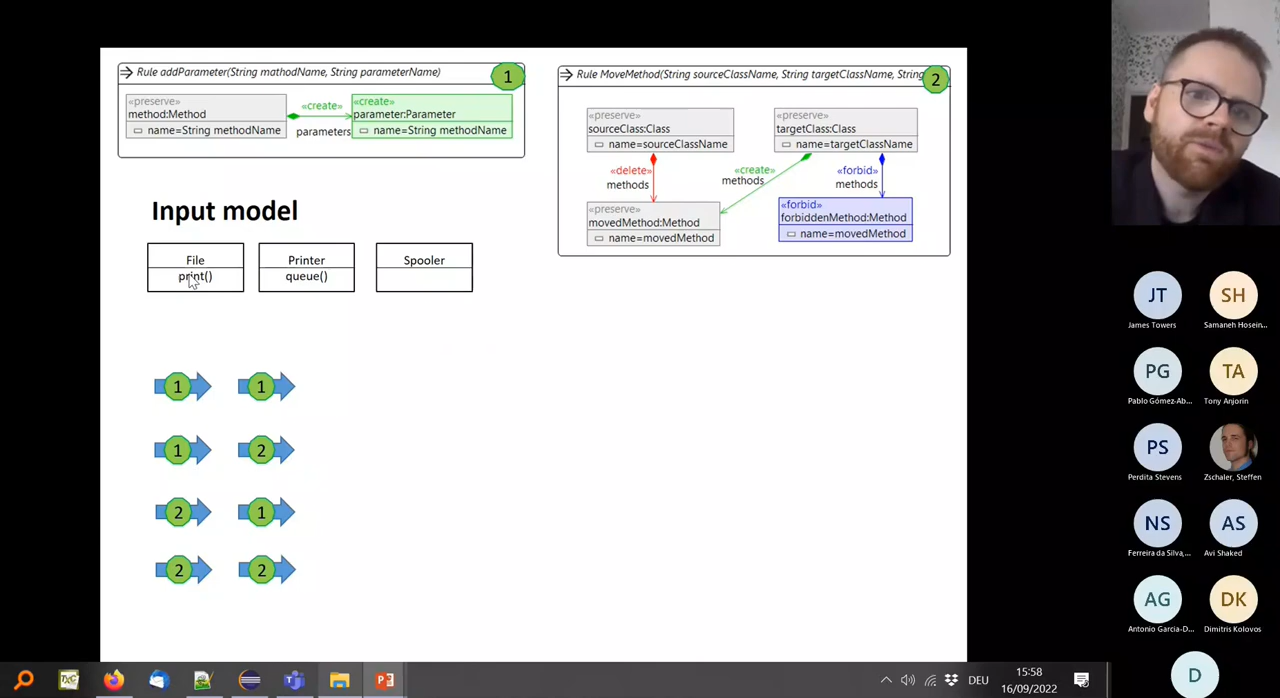 Rule addParameter(String mathodName, String parameterName)
1
«preserve»
method:Method
name=String methodName
«create»
parameters
«create»
parameter:Parameter
name=String methodName
Rule MoveMethod(String sourceClassName, String targetClassName, String
2
«preserve»
sourceClass:Class
name=sourceClassName
«preserve»
targetClass:Class
name=targetClassName
«delete»
methods
«create»
methods
«forbid»
methods
«preserve»
movedMethod:Method
name=movedMethod
«forbid»
forbiddenMethod:Method
name=movedMethod
Input model
File
print()
Printer
queue()
Spooler
1 1
1 2
2 1
2 2
JT
James Towers
SH
Samaneh Hosein...
PG
Pablo Gómez-Ab...
TA
Tony Anjorin
PS
Perdita Stevens
Zschaler, Steffen
NS
Ferreira da Silva,...
AS
Avi Shaked
AG
Antonio Garcia-D...
DK
Dimitris Kolovos
D
DEU
15:58
16/09/2022